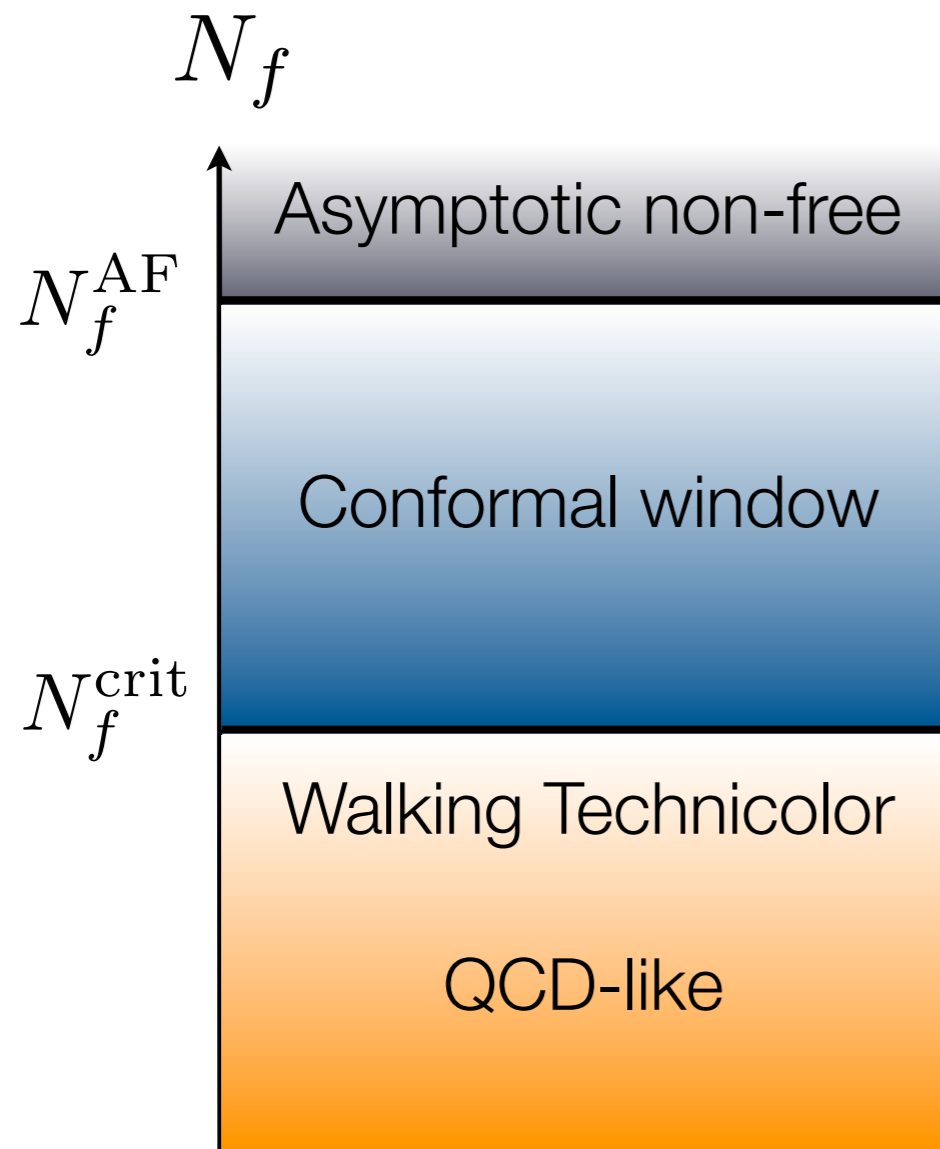 N_f
Asymptotic non-free
N_f^AF
Conformal window
N_f^crit
Walking Technicolor
QCD-like